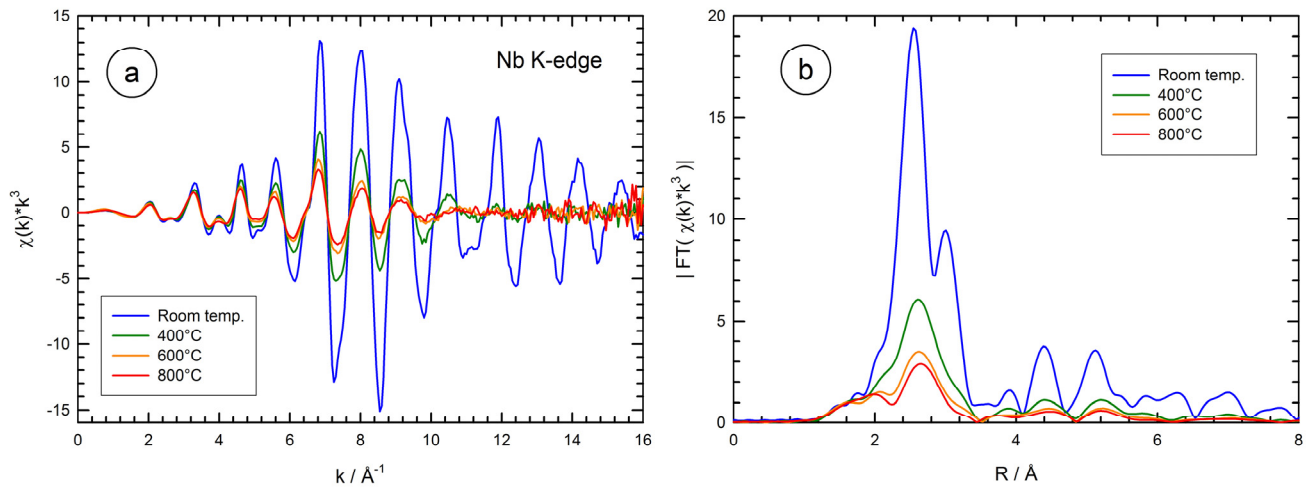 a
Nb K-edge
χ(k)*k³
15
10
5
0
-5
-10
-15
Room temp.
400°C
600°C
800°C
0 2 4 6 8 10 12 14 16
k / Å⁻¹
b
| FT( χ(k)*k³ )|
20
15
10
5
0
Room temp.
400°C
600°C
800°C
0 2 4 6 8
R / Å